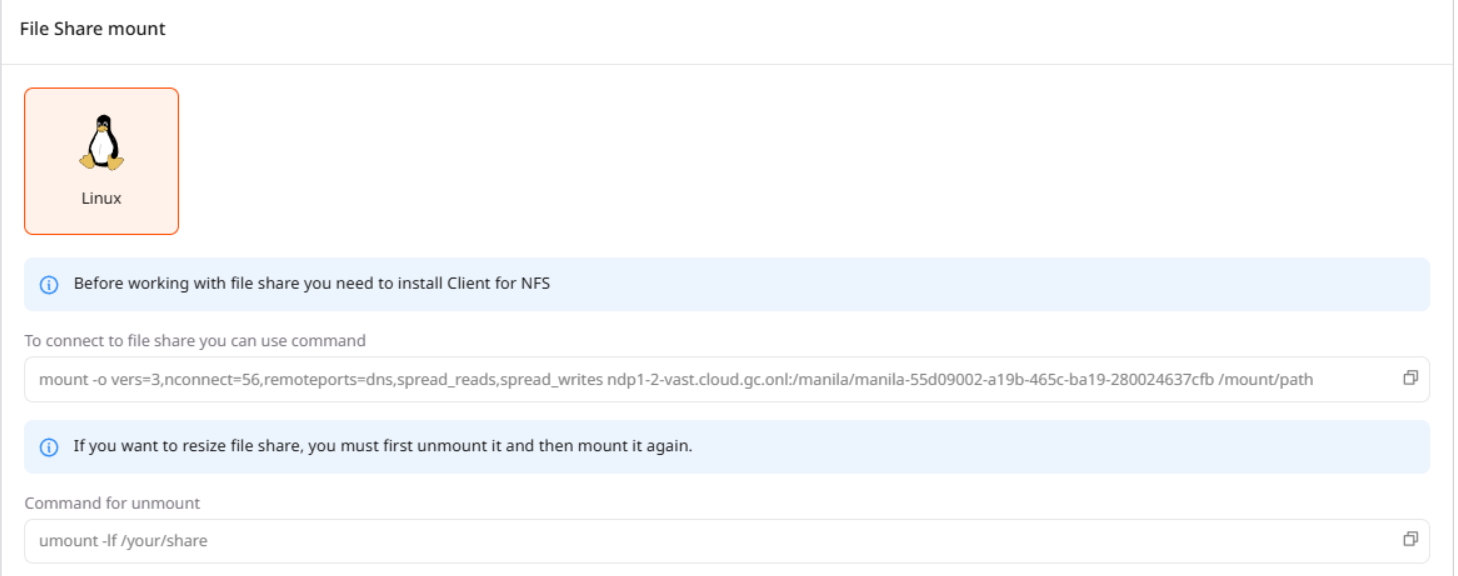 File Share mount
Linux
Before working with file share you need to install Client for NFS
To connect to file share you can use command
mount -o vers=3,nconnect=56,remoteports=dns,spread_reads,spread_writes ndp1-2-vast.cloud.gc.onl:/manila/manila-55d09002-a19b-465c-ba19-280024637cfb /mount/path
If you want to resize file share, you must first unmount it and then mount it again.
Command for unmount
umount -lf /your/share